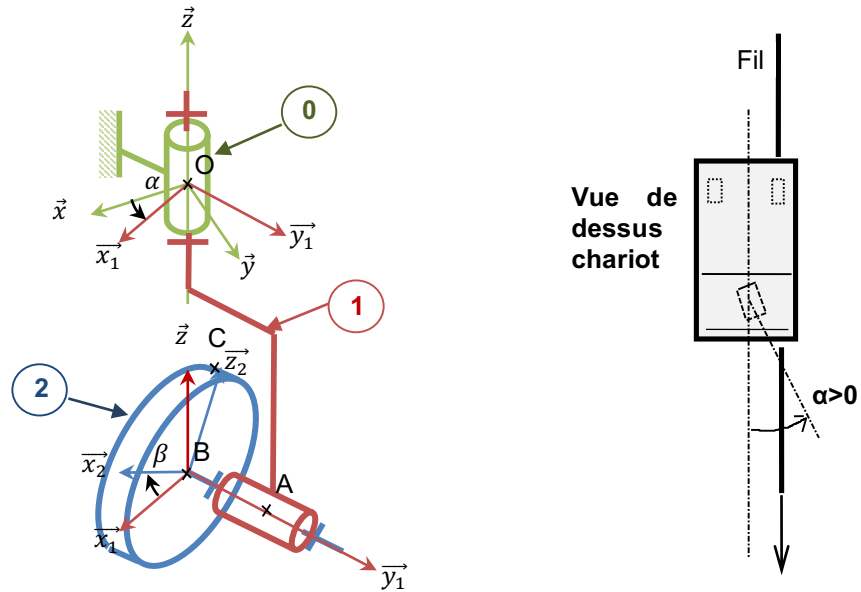 z⃗
0
O
α
x⃗
x₁⃗
y⃗
y₁⃗
1
z⃗
C
z₂⃗
2
x₂⃗
β
B
A
x₁⃗
y₁⃗
Fil
Vue de
dessus
chariot
α>0